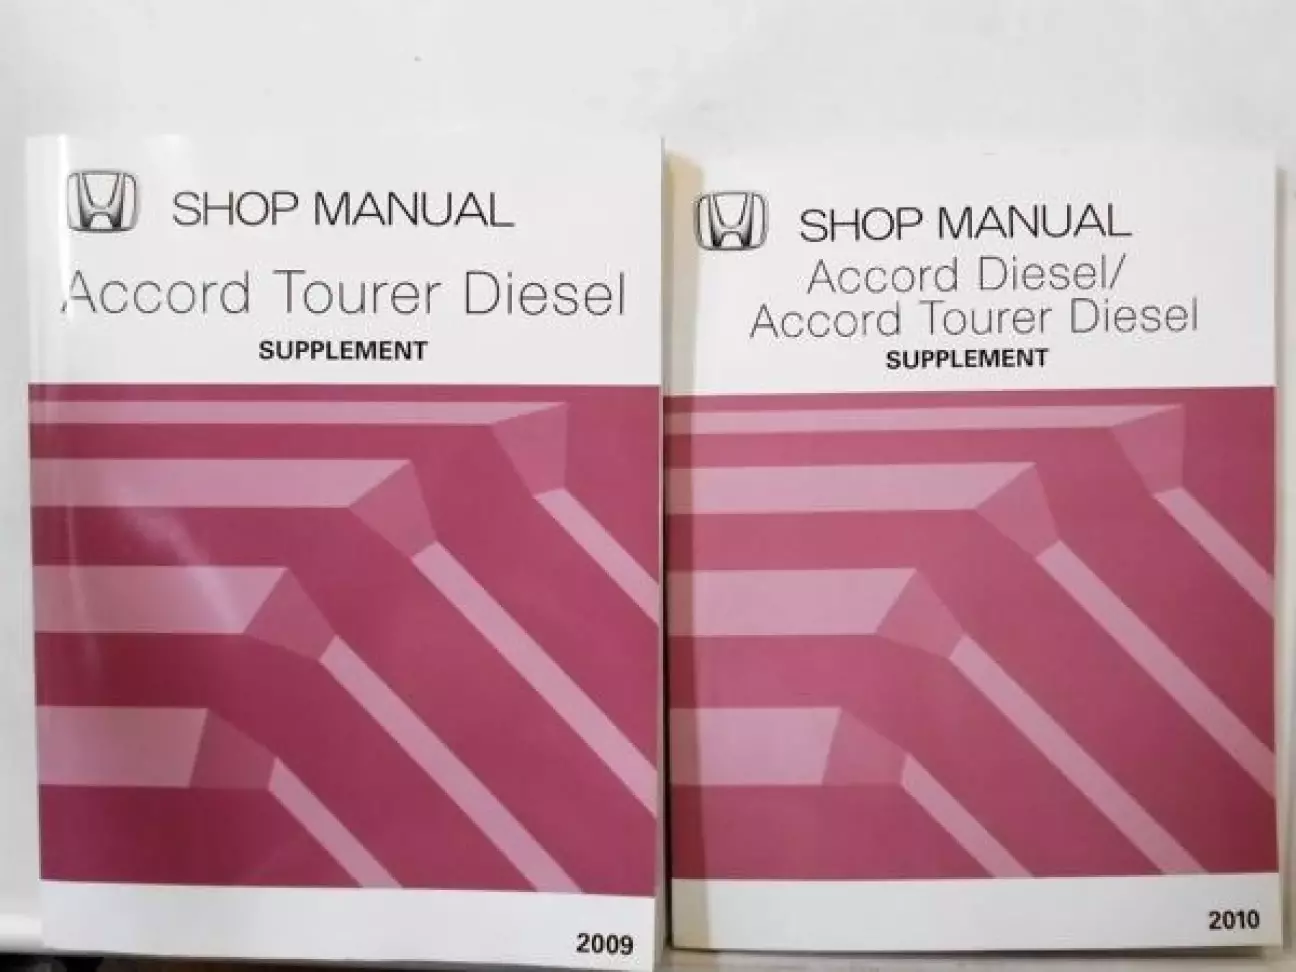 SHOP MANUAL
Accord Tourer Diesel
SUPPLEMENT
2009
SHOP MANUAL
Accord Diesel/
Accord Tourer Diesel
SUPPLEMENT
2010